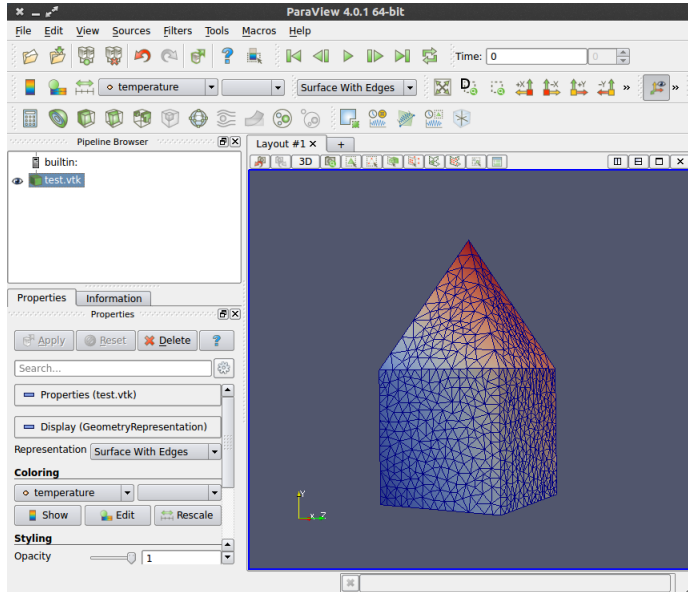 ParaView 4.0.1 64-bit
File Edit View Sources Filters Tools Macros Help
Time: 0 0
temperature Surface With Edges +X -X +Y -Y » »
Pipeline Browser
builtin:
test.vtk
Layout #1 × +
3D
Properties Information
Properties
Apply Reset Delete ?
Search...
Properties (test.vtk)
Display (GeometryRepresentation)
Representation Surface With Edges
Coloring
temperature
Show Edit Rescale
Styling
Opacity 1
Y
X Z